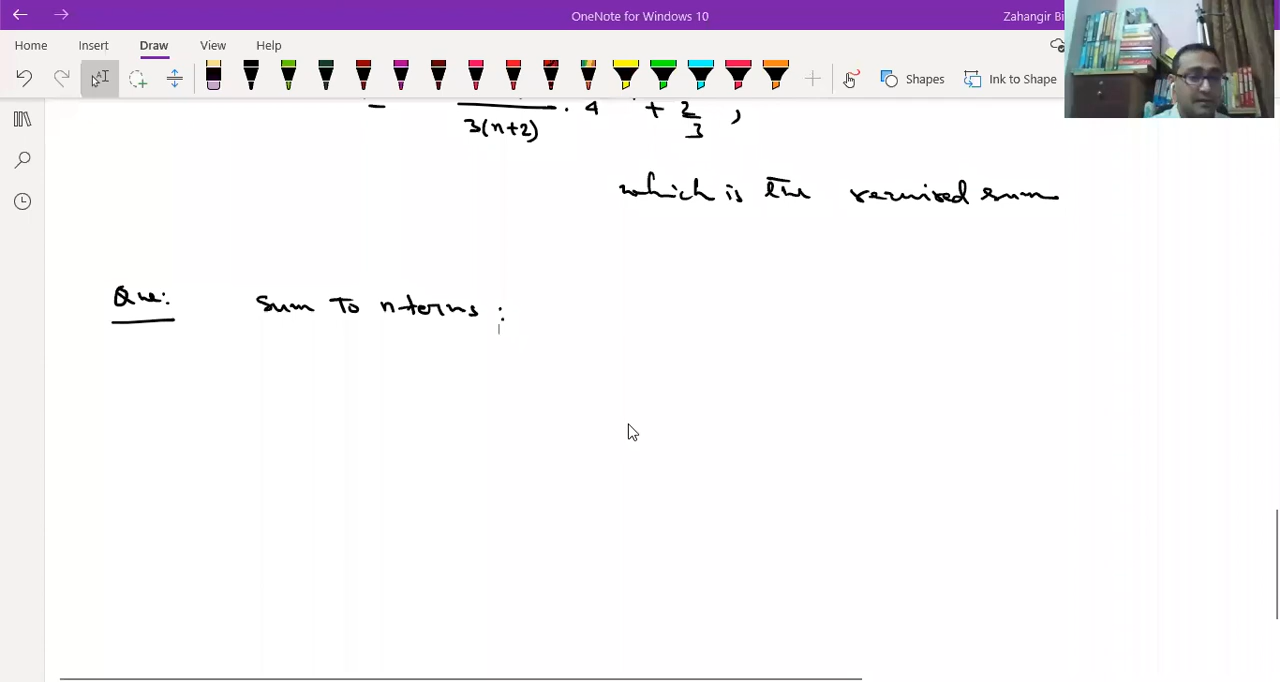 OneNote for Windows 10
Zahangir Bi
Home Insert Draw View Help
Shapes Ink to Shape
= . 4 + 2/3 ,
3(n+2)
which is the required sum
Que: Sum To n terms :